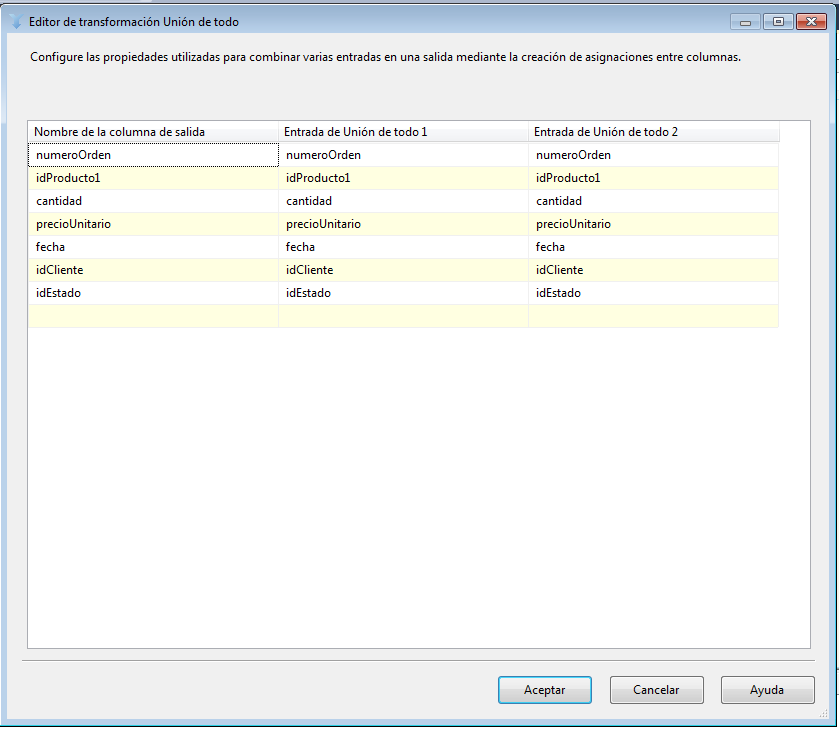 Editor de transformación Unión de todo
Configure las propiedades utilizadas para combinar varias entradas en una salida mediante la creación de asignaciones entre columnas.
Nombre de la columna de salida Entrada de Unión de todo 1 Entrada de Unión de todo 2
numeroOrden numeroOrden numeroOrden
idProducto1 idProducto1 idProducto1
cantidad cantidad cantidad
precioUnitario precioUnitario precioUnitario
fecha fecha fecha
idCliente idCliente idCliente
idEstado idEstado idEstado
Aceptar Cancelar Ayuda